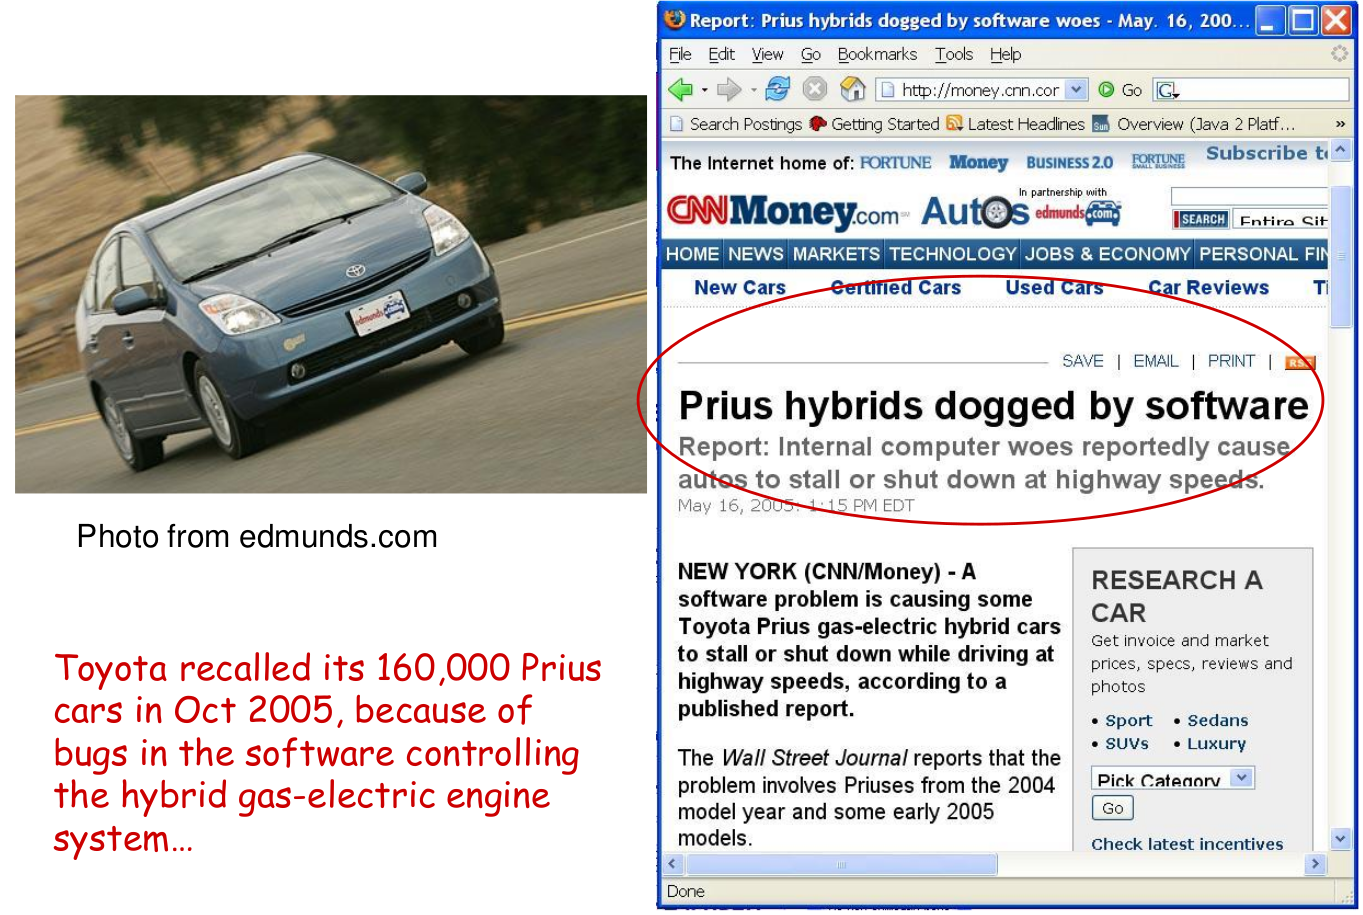 Report: Prius hybrids dogged by software woes - May. 16, 200...
File Edit View Go Bookmarks Tools Help
http://money.cnn.cor Go
Search Postings Getting Started Latest Headlines Overview (Java 2 Platf... »
The Internet home of: FORTUNE Money BUSINESS 2.0 FORTUNE SMALL BUSINESS Subscribe to
CNNMoney.com Autos In partnership with edmunds.com
SEARCH Entire Sit
HOME NEWS MARKETS TECHNOLOGY JOBS & ECONOMY PERSONAL FIN
New Cars Certified Cars Used Cars Car Reviews Ti
SAVE | EMAIL | PRINT | RSS
Prius hybrids dogged by software
Report: Internal computer woes reportedly cause
autos to stall or shut down at highway speeds.
May 16, 2005: 1:15 PM EDT
NEW YORK (CNN/Money) - A
software problem is causing some
Toyota Prius gas-electric hybrid cars
to stall or shut down while driving at
highway speeds, according to a
published report.
The Wall Street Journal reports that the
problem involves Priuses from the 2004
model year and some early 2005
models.
RESEARCH A
CAR
Get invoice and market
prices, specs, reviews and
photos
• Sport • Sedans
• SUVs • Luxury
Pick Category
Go
Check latest incentives
Done
edmunds.com
Photo from edmunds.com
Toyota recalled its 160,000 Prius
cars in Oct 2005, because of
bugs in the software controlling
the hybrid gas-electric engine
system…